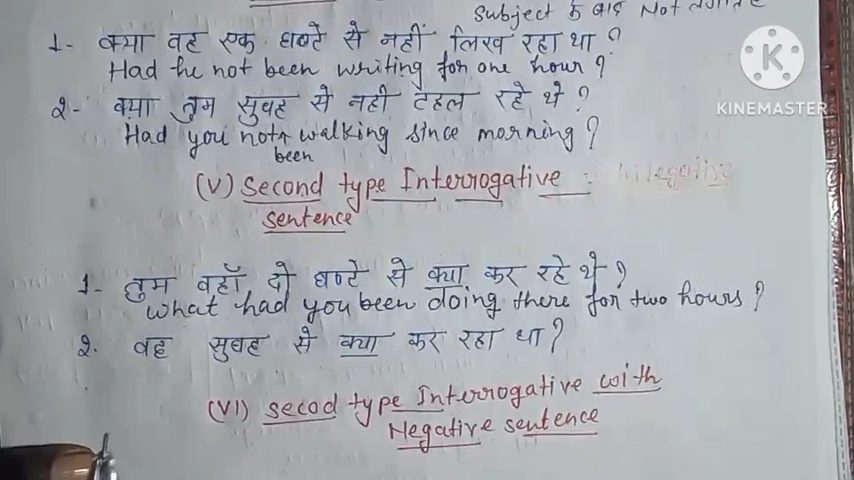 Subject के बाद Not
1- क्या वह एक घण्टे से नहीं लिख रहा था?
Had he not been writing for one hour?
2- क्या तुम सुबह से नहीं टहल रहे थे?
Had you not walking since morning?
been
(V) Second type Interrogative
sentence
1- तुम वहाँ दो घण्टे से क्या कर रहे थे?
What had you been doing there for two hours?
2. वह सुबह से क्या कर रहा था?
(VI) secod type Interrogative with
Negative sentence
K
KINEMASTER